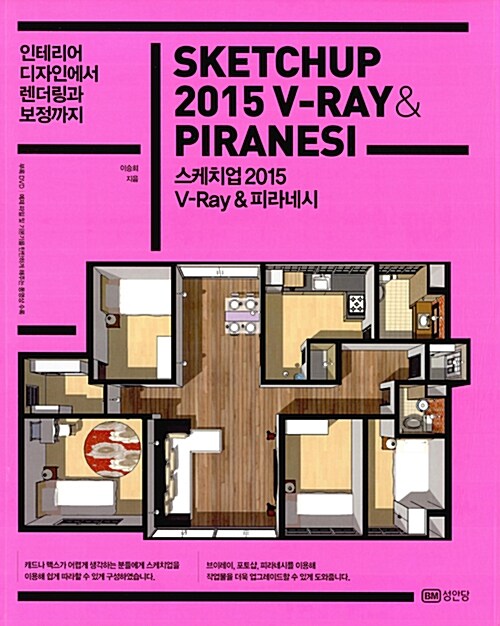 인테리어
디자인에서
렌더링과
보정까지
SKETCHUP
2015 V-RAY &
PIRANESI
이승희
지음
스케치업 2015
V-Ray & 피라네시
부록 DVD
캐드나 맥스가 어렵게 생각하는 분들에게 스케치업을
이용해 쉽게 따라할 수 있게 구성하였습니다.
브이레이, 포토샵, 피라네시를 이용해
작업물을 더욱 업그레이드할 수 있게 도와줍니다.
BM 성안당